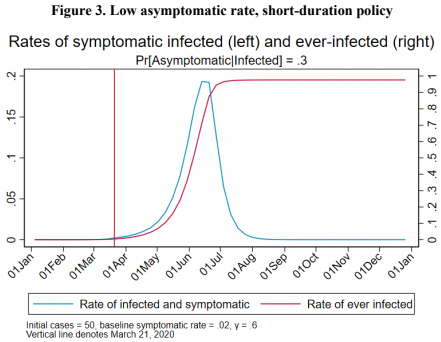 Figure 3. Low asymptotic rate, short-duration policy
Rates of symptomatic infected (left) and ever-infected (right)
Pr[Asymptomatic|Infected] = .3
.2
.15
.1
.05
0
1
.9
.8
.7
.6
.5
.4
.3
.2
.1
0
01Jan
01Feb
01Mar
01Apr
01May
01Jun
01Jul
01Aug
01Sep
01Oct
01Nov
01Dec
01Jan
Rate of infected and symptomatic
Rate of ever infected
Initial cases = 50, baseline symptomatic rate = .02, γ = .6
Vertical line denotes March 21, 2020